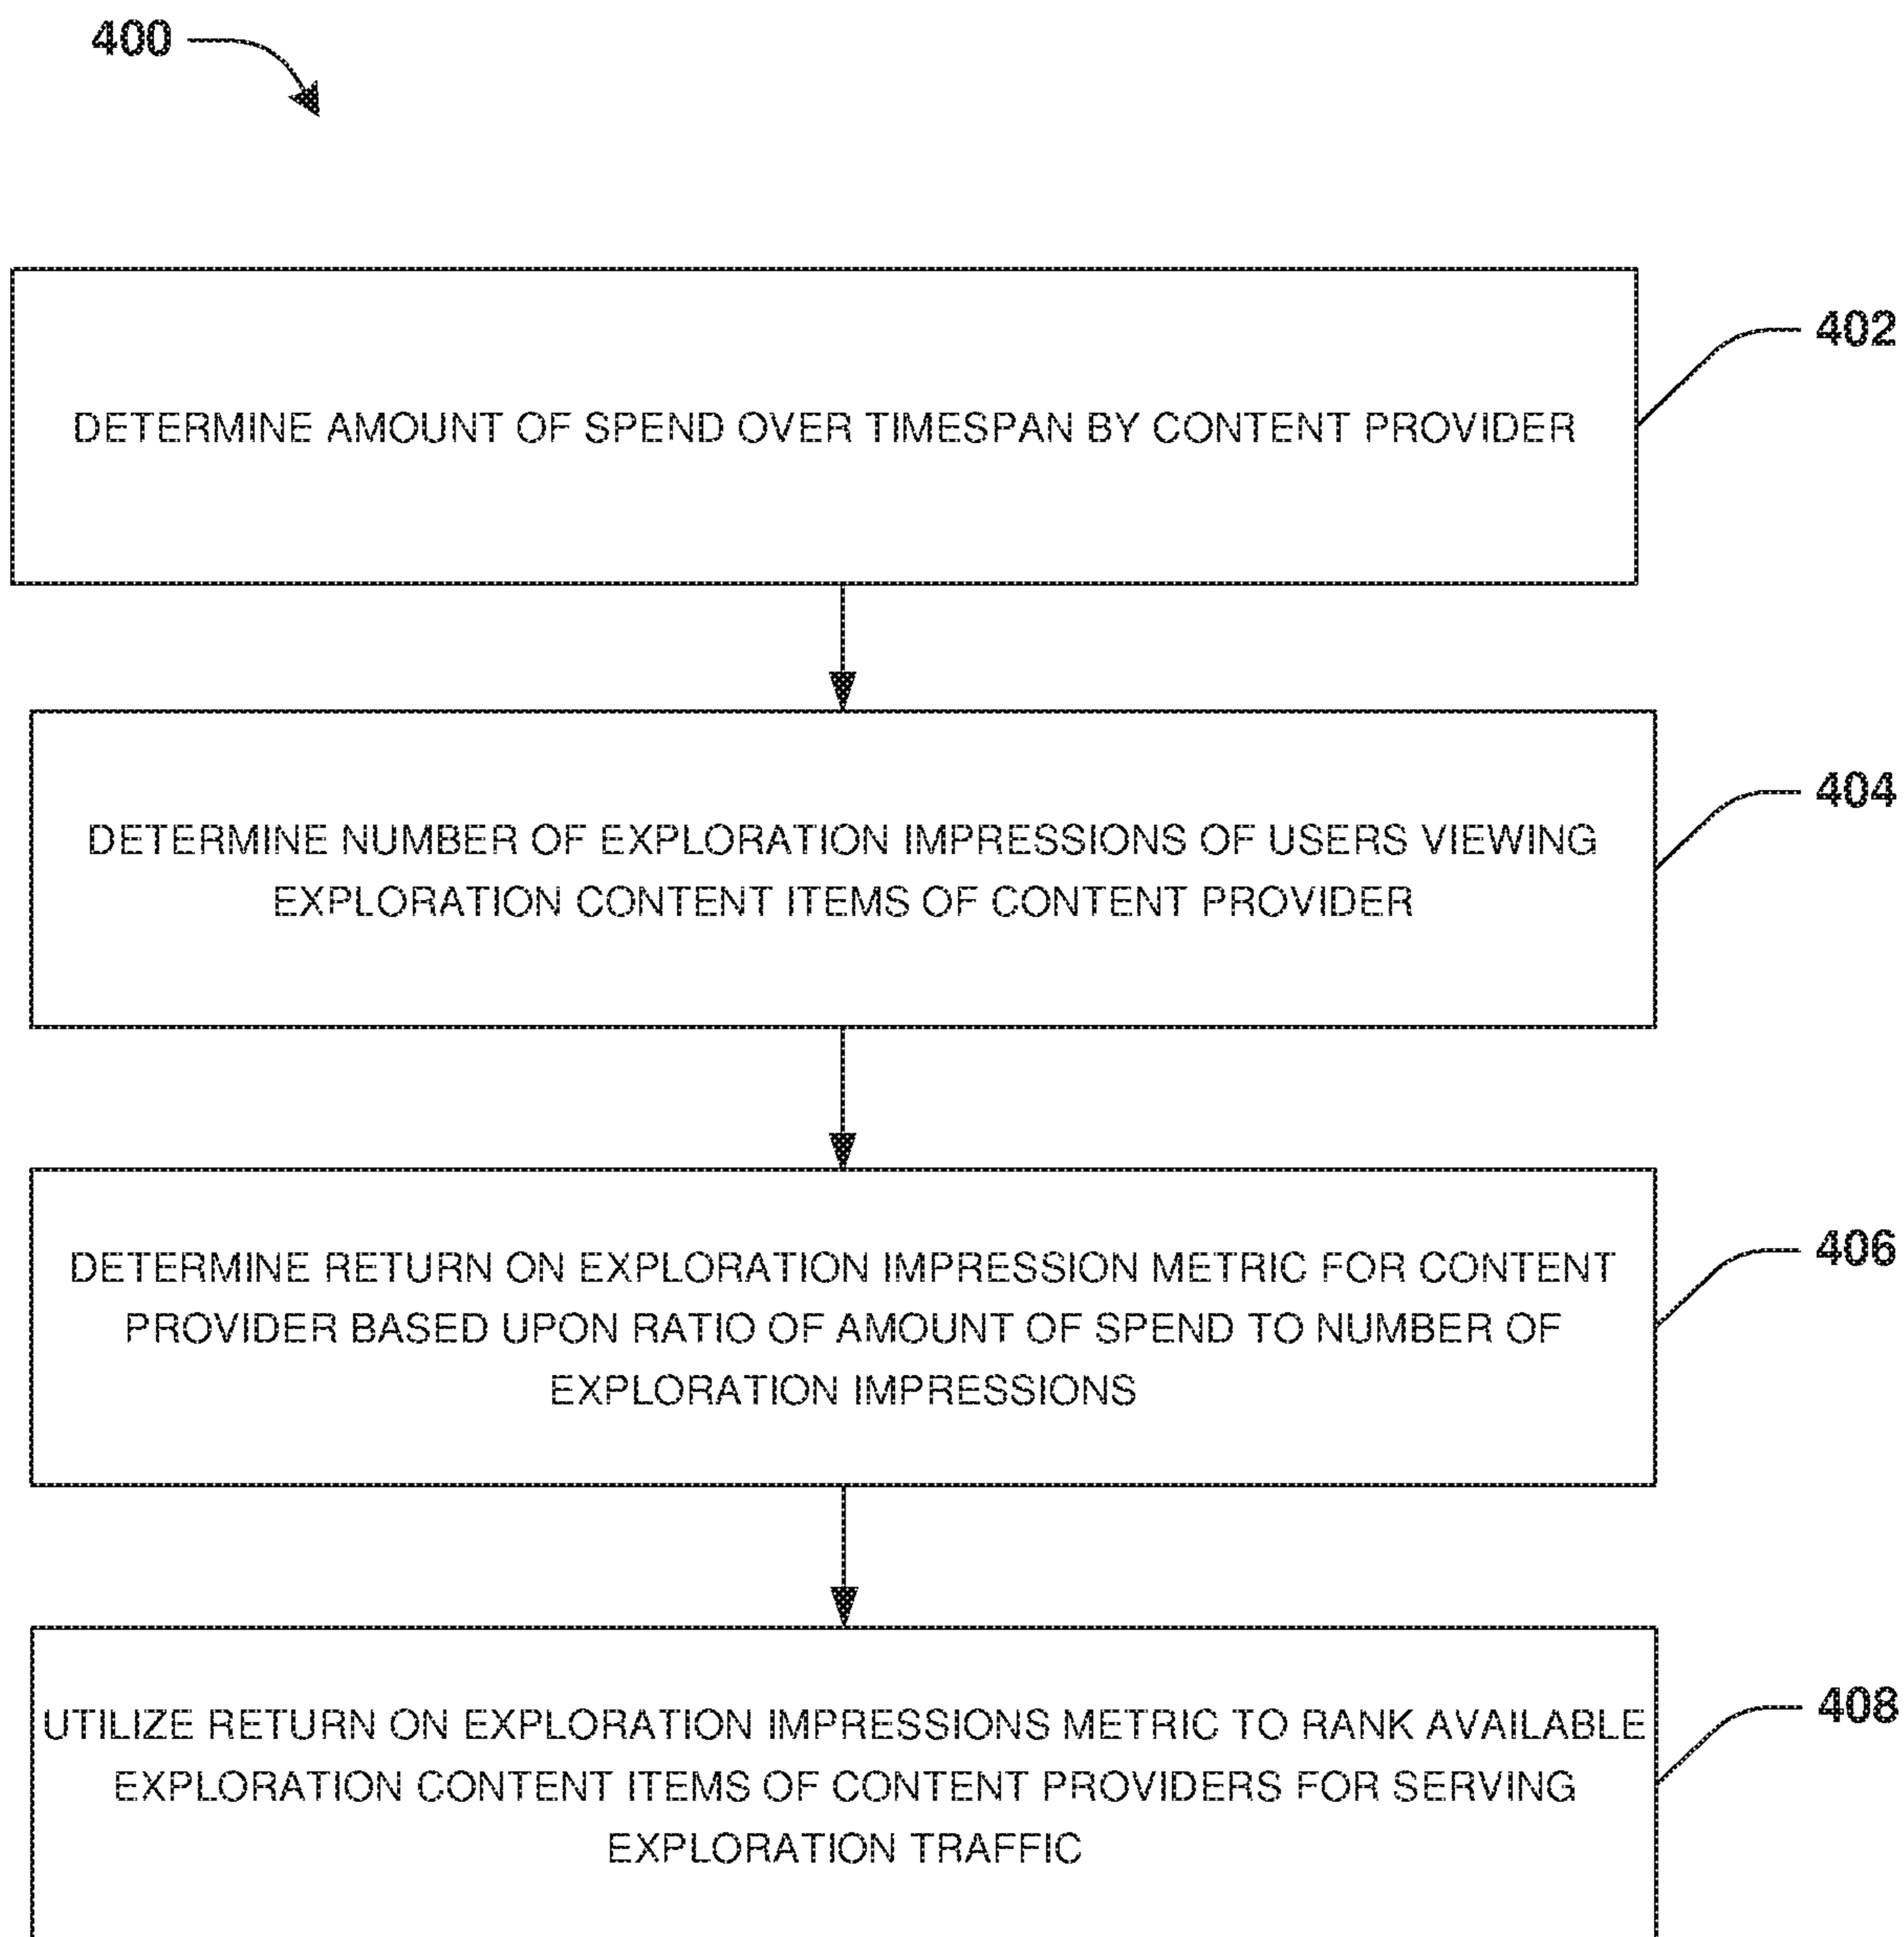 400
402
DETERMINE AMOUNT OF SPEND OVER TIMESPAN BY CONTENT PROVIDER
404
DETERMINE NUMBER OF EXPLORATION IMPRESSIONS OF USERS VIEWING
EXPLORATION CONTENT ITEMS OF CONTENT PROVIDER
406
DETERMINE RETURN ON EXPLORATION IMPRESSION METRIC FOR CONTENT
PROVIDER BASED UPON RATIO OF AMOUNT OF SPEND TO NUMBER OF
EXPLORATION IMPRESSIONS
408
UTILIZE RETURN ON EXPLORATION IMPRESSIONS METRIC TO RANK AVAILABLE
EXPLORATION CONTENT ITEMS OF CONTENT PROVIDERS FOR SERVING
EXPLORATION TRAFFIC